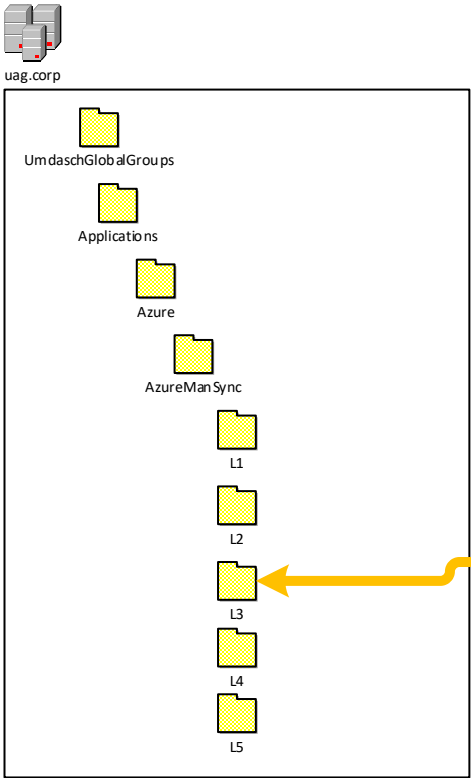 uag.corp
UmdaschGlobalGroups
Applications
Azure
AzureManSync
L1
L2
L3
L4
L5